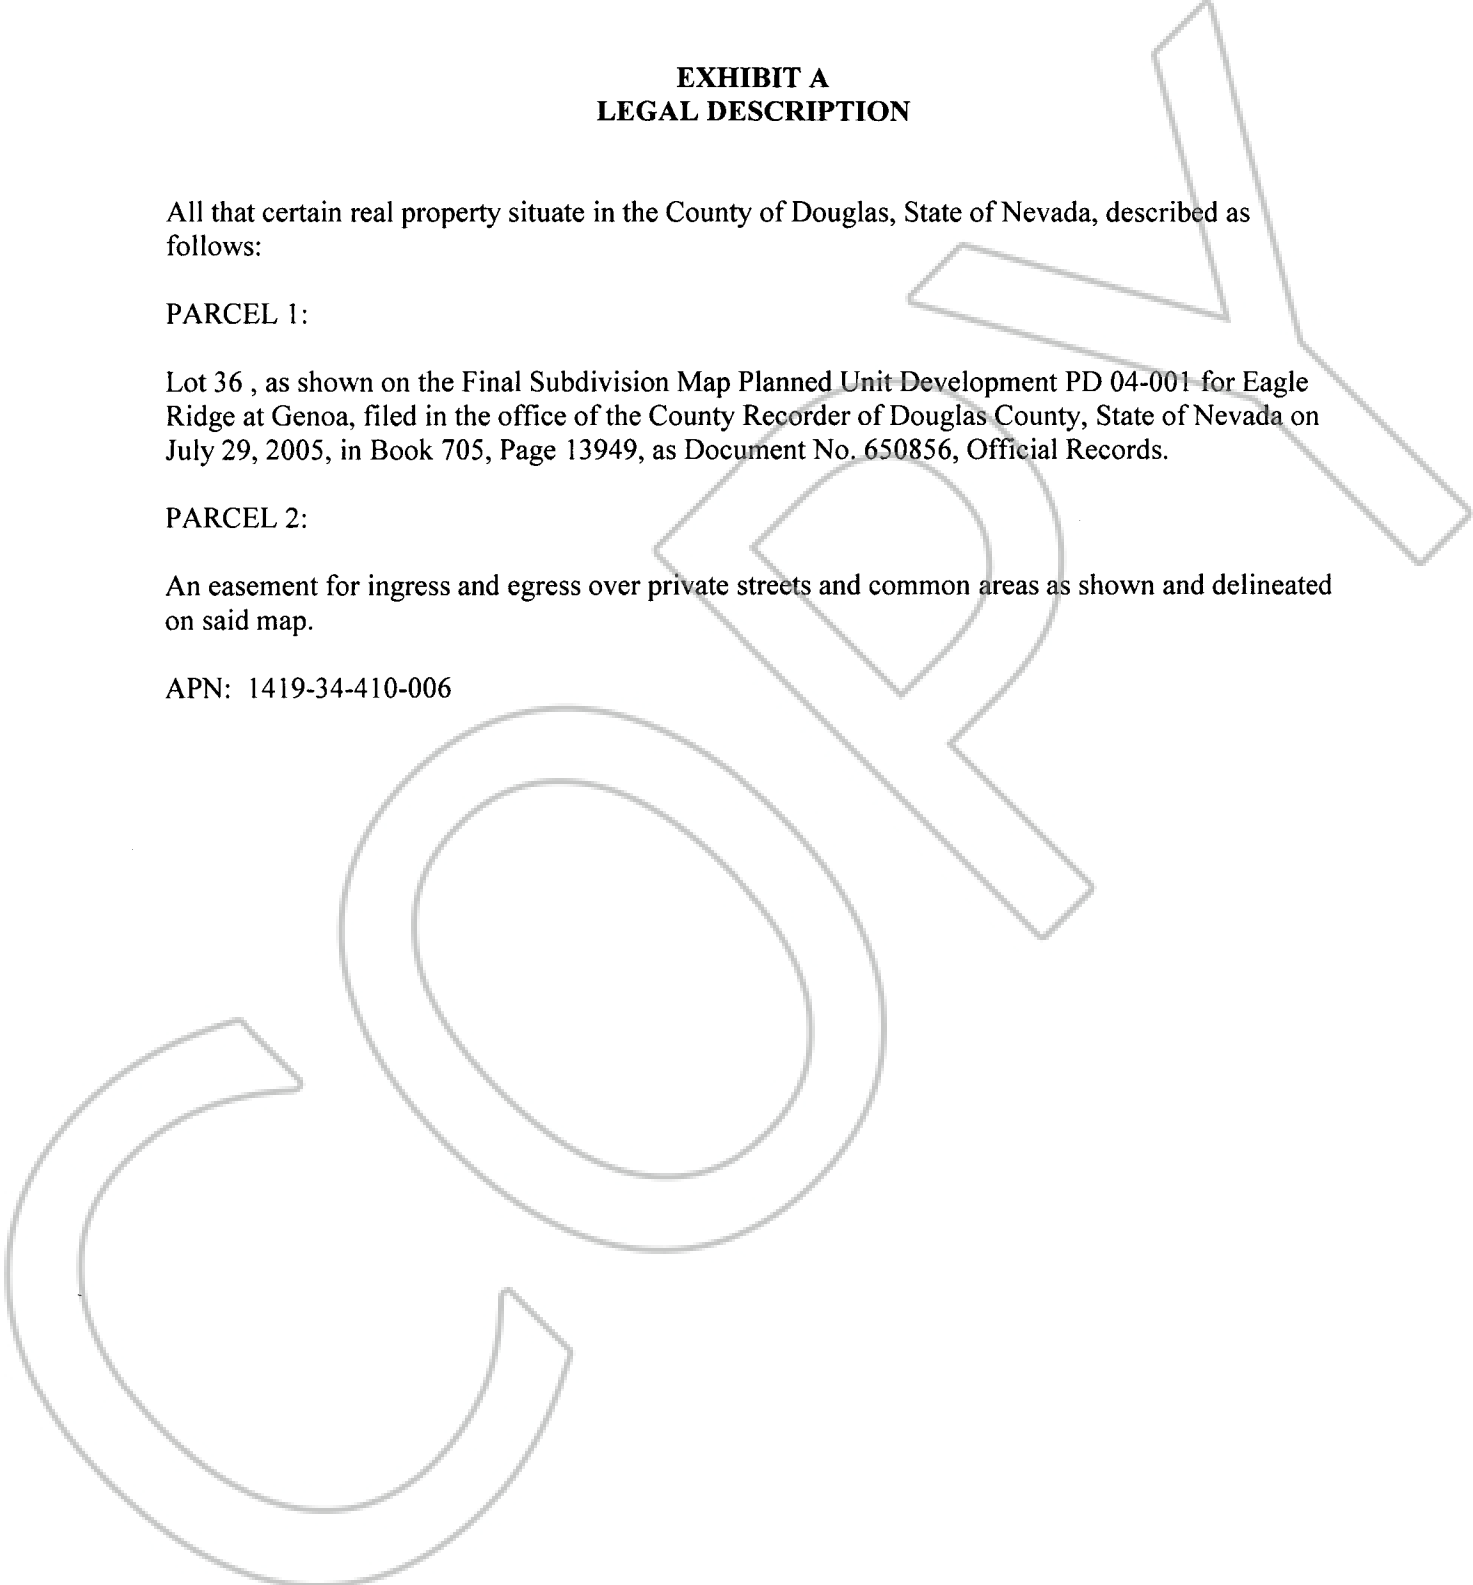 EXHIBIT A
LEGAL DESCRIPTION
All that certain real property situate in the County of Douglas, State of Nevada, described as
follows:
PARCEL 1:
Lot 36 , as shown on the Final Subdivision Map Planned Unit Development PD 04-001 for Eagle
Ridge at Genoa, filed in the office of the County Recorder of Douglas County, State of Nevada on
July 29, 2005, in Book 705, Page 13949, as Document No. 650856, Official Records.
PARCEL 2:
An easement for ingress and egress over private streets and common areas as shown and delineated
on said map.
APN: 1419-34-410-006
COPY